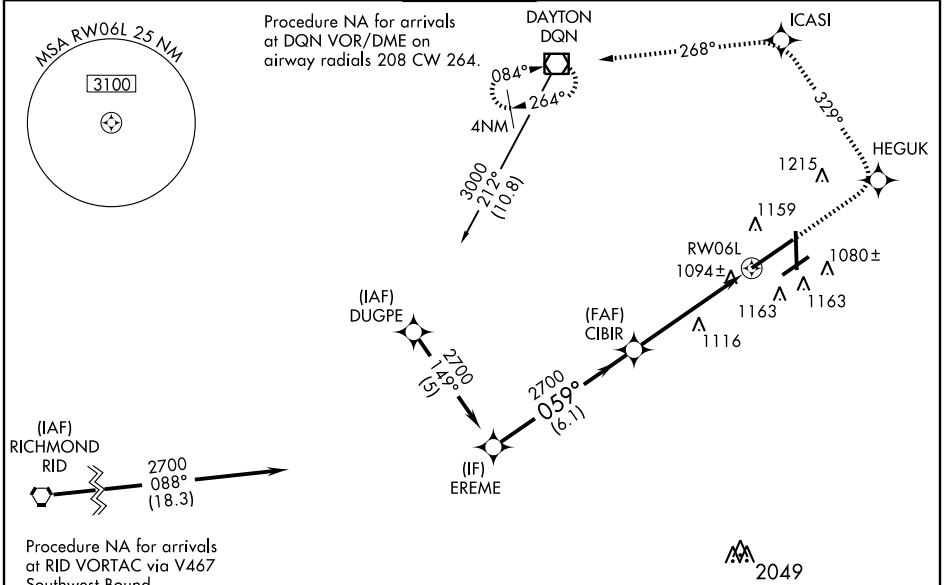 MSA RW06L 25 NM
3100
Procedure NA for arrivals
at DQN VOR/DME on
airway radials 208 CW 264.
DAYTON
DQN
ICASI
268°
084°
264°
4NM
329°
HEGUK
3000
212°
(10.8)
1215
1159
RW06L
1094±
1080±
1163
1163
1116
(IAF)
DUGPE
2700
149°
(5)
(FAF)
CIBIR
2700
059°
(6.1)
(IF)
EREME
(IAF)
RICHMOND
RID
2700
088°
(18.3)
Procedure NA for arrivals
at RID VORTAC via V467
Southwest Bound
2049